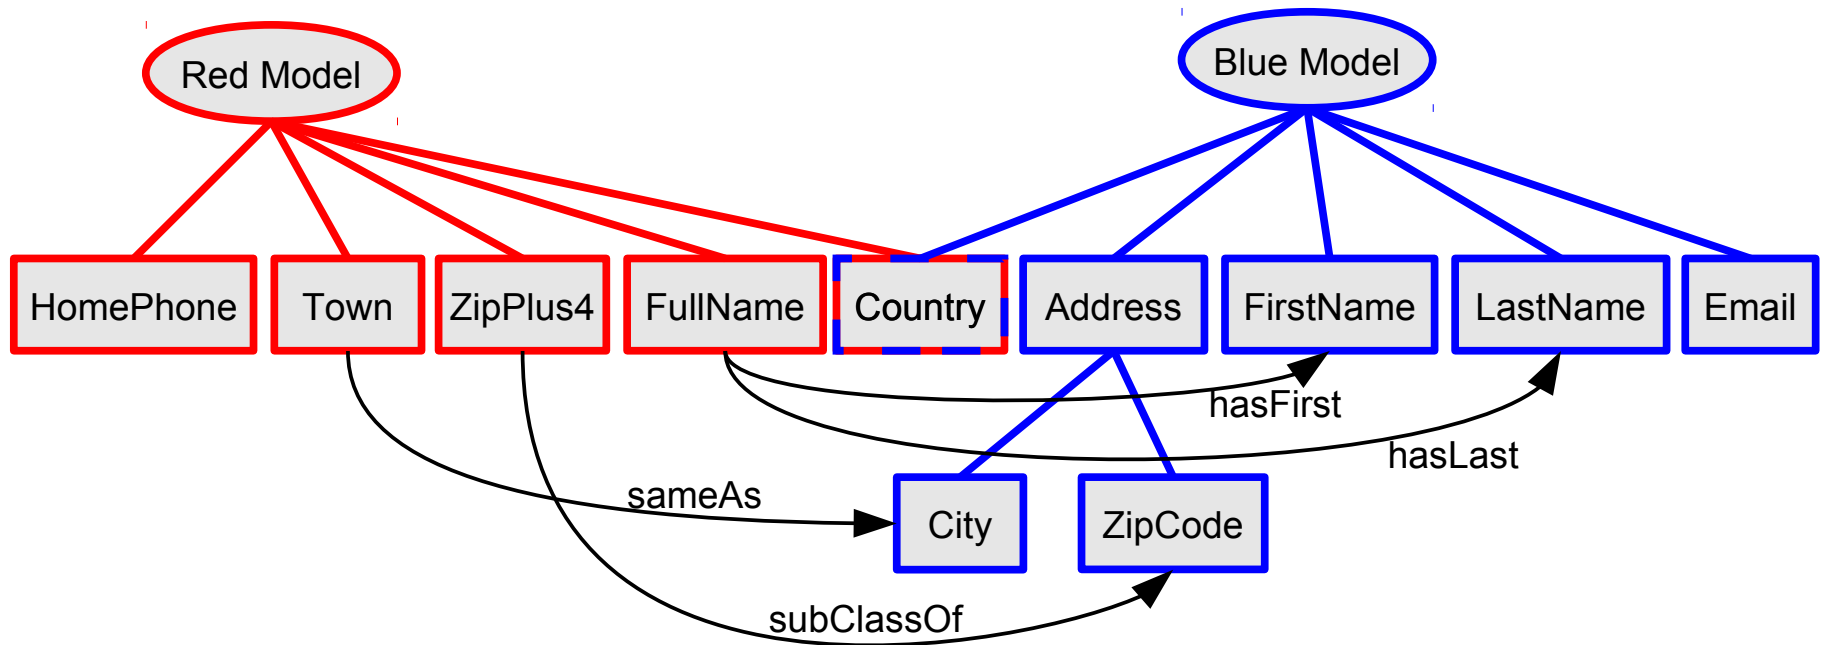 Red Model
Blue Model
HomePhone
Town
ZipPlus4
FullName
Country
Address
FirstName
LastName
Email
hasFirst
hasLast
sameAs
City
ZipCode
subClassOf